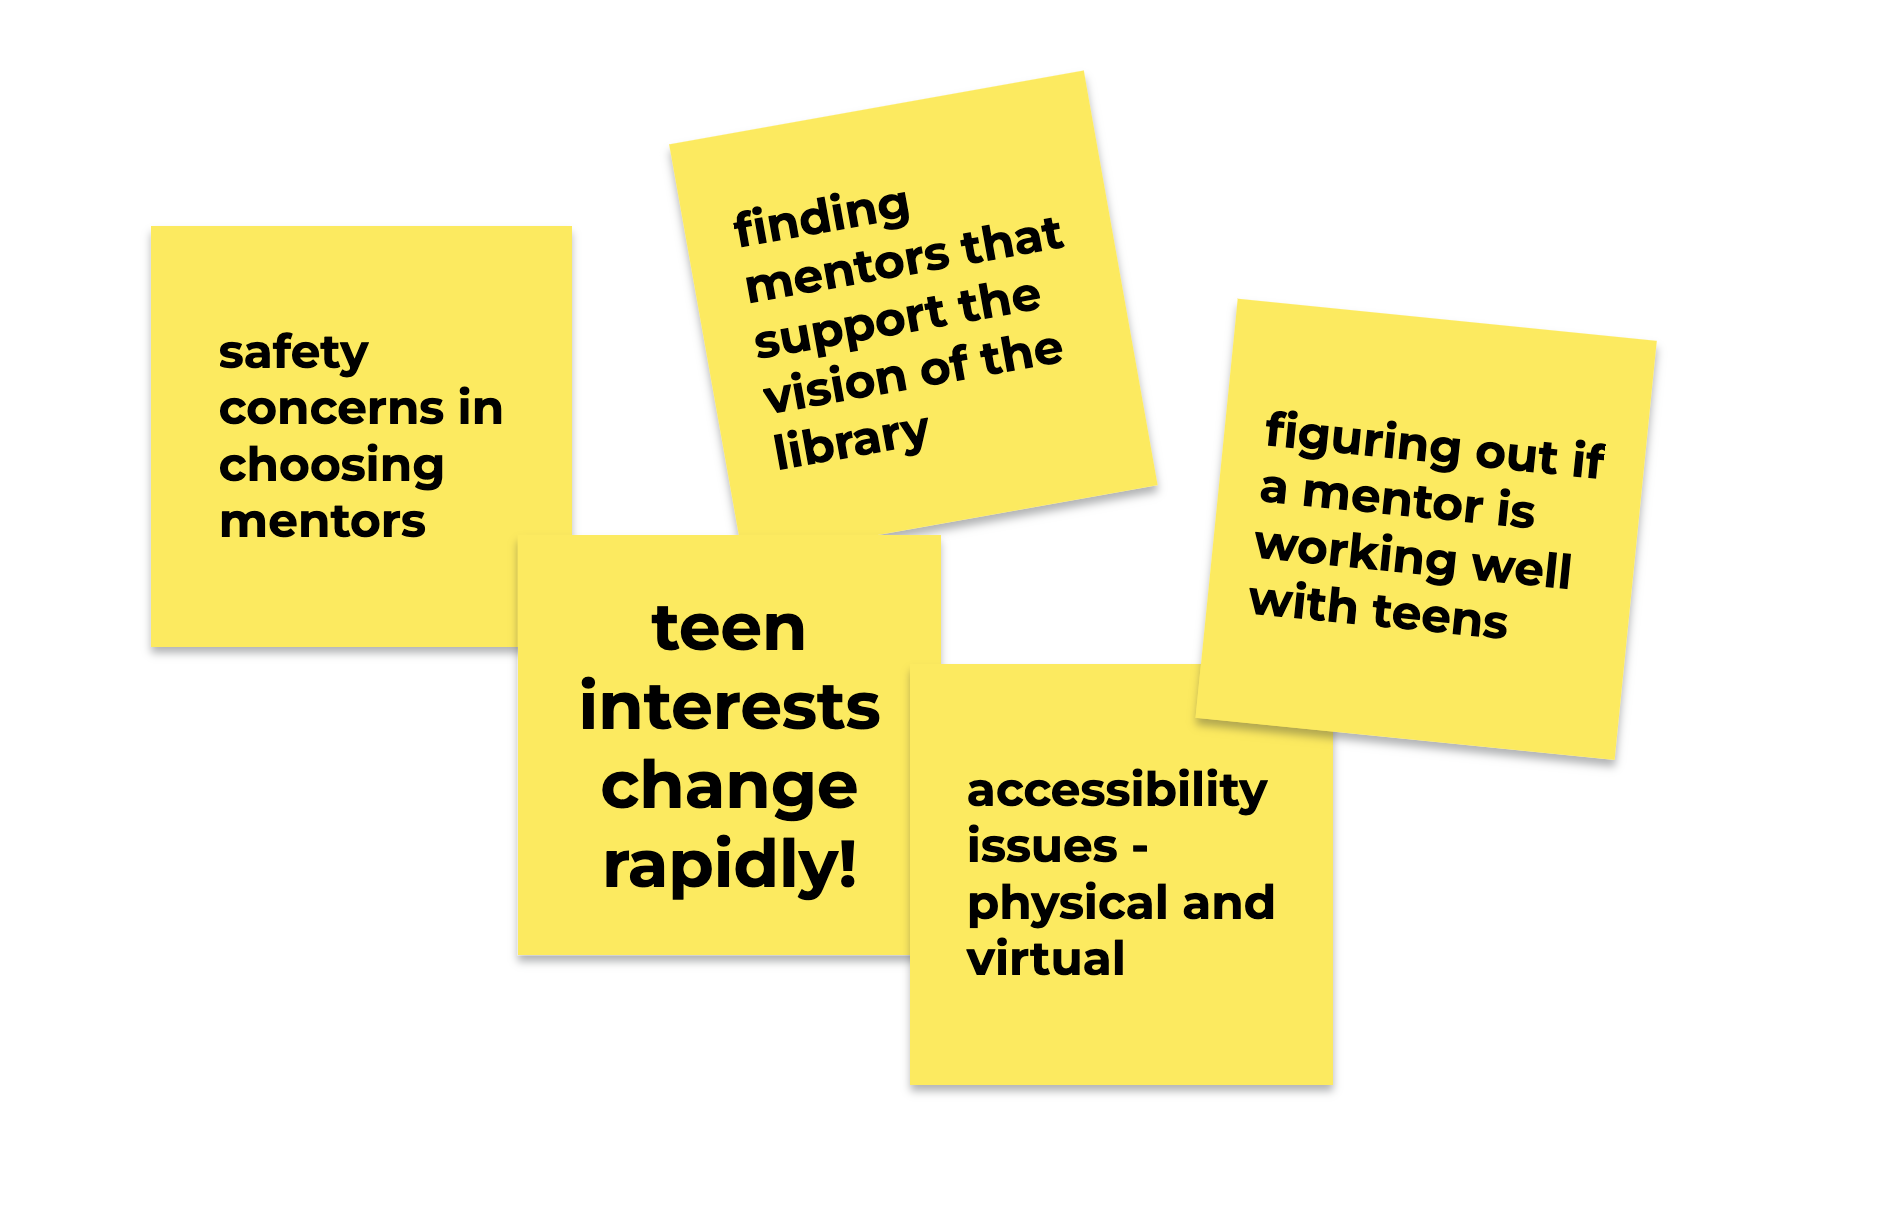 safety
concerns in
choosing
mentors
finding
mentors that
support the
vision of the
library
figuring out if
a mentor is
working well
with teens
teen
interests
change
rapidly!
accessibility
issues -
physical and
virtual